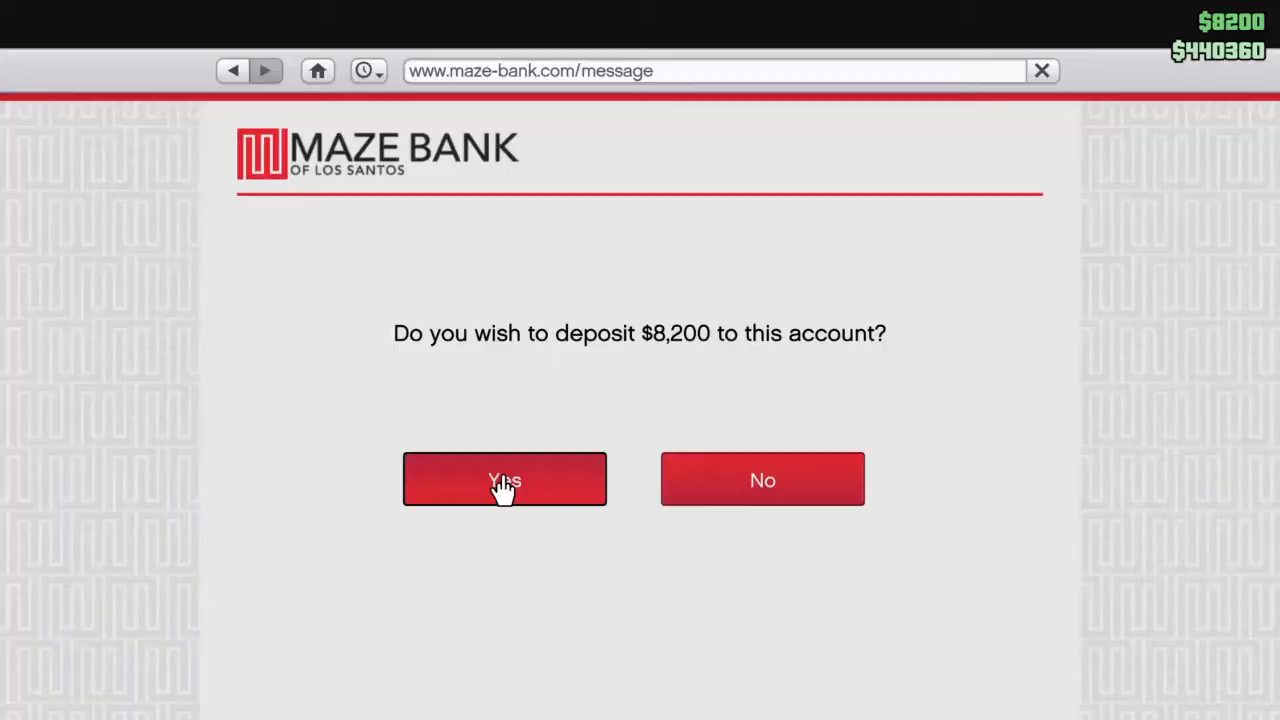 $8200
$440360
www.maze-bank.com/message
MAZE BANK
OF LOS SANTOS
Do you wish to deposit $8,200 to this account?
Yes
No